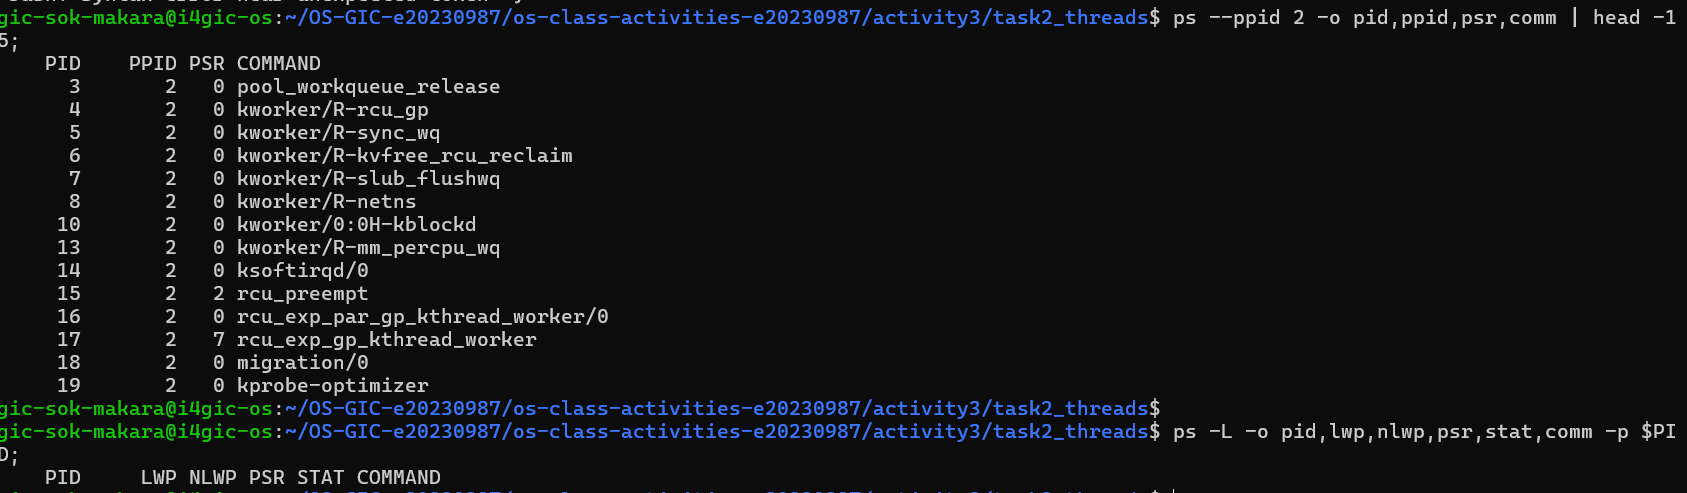 gic-sok-makara@i4gic-os:~/OS-GIC-e20230987/os-class-activities-e20230987/activity3/task2_threads$ ps --ppid 2 -o pid,ppid,psr,comm | head -1
5;
PID PPID PSR COMMAND
3 2 0 pool_workqueue_release
4 2 0 kworker/R-rcu_gp
5 2 0 kworker/R-sync_wq
6 2 0 kworker/R-kvfree_rcu_reclaim
7 2 0 kworker/R-slub_flushwq
8 2 0 kworker/R-netns
10 2 0 kworker/0:0H-kblockd
13 2 0 kworker/R-mm_percpu_wq
14 2 0 ksoftirqd/0
15 2 2 rcu_preempt
16 2 0 rcu_exp_par_gp_kthread_worker/0
17 2 7 rcu_exp_gp_kthread_worker
18 2 0 migration/0
19 2 0 kprobe-optimizer
gic-sok-makara@i4gic-os:~/OS-GIC-e20230987/os-class-activities-e20230987/activity3/task2_threads$
gic-sok-makara@i4gic-os:~/OS-GIC-e20230987/os-class-activities-e20230987/activity3/task2_threads$ ps -L -o pid,lwp,nlwp,psr,stat,comm -p $PI
D;
PID LWP NLWP PSR STAT COMMAND